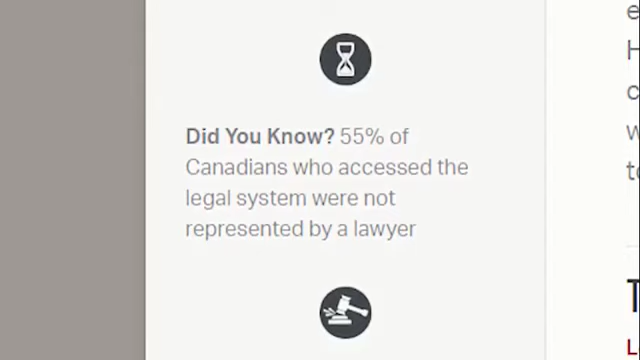 Did You Know? 55% of
Canadians who accessed the
legal system were not
represented by a lawyer